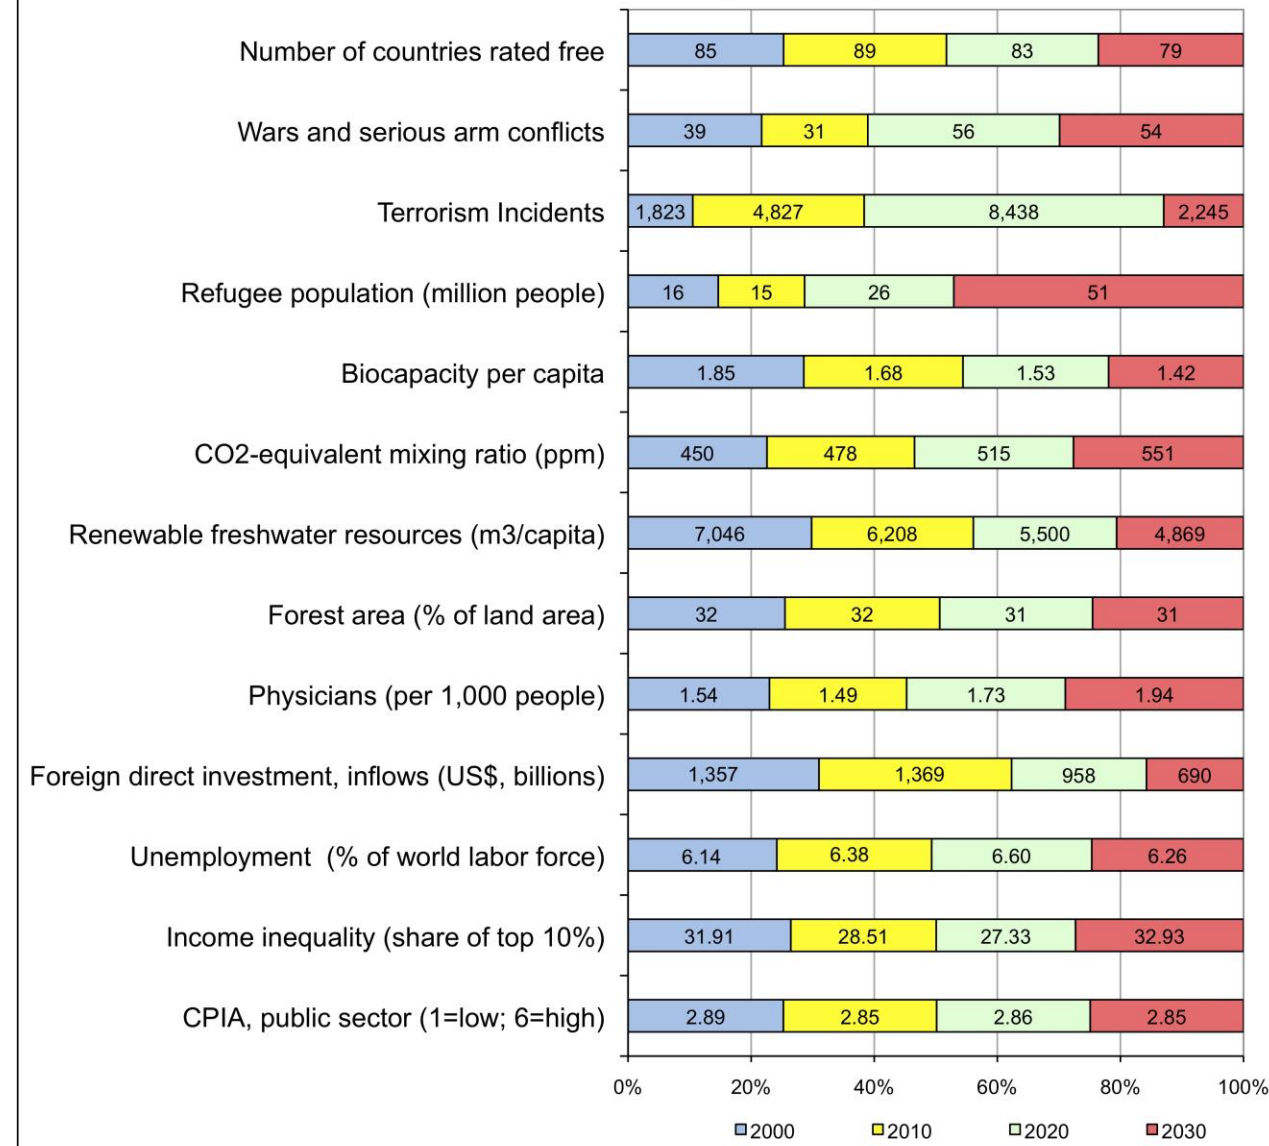 Number of countries rated free 85 89 83 79
Wars and serious arm conflicts 39 31 56 54
Terrorism Incidents 1,823 4,827 8,438 2,245
Refugee population (million people) 16 15 26 51
Biocapacity per capita 1.85 1.68 1.53 1.42
CO2-equivalent mixing ratio (ppm) 450 478 515 551
Renewable freshwater resources (m3/capita) 7,046 6,208 5,500 4,869
Forest area (% of land area) 32 32 31 31
Physicians (per 1,000 people) 1.54 1.49 1.73 1.94
Foreign direct investment, inflows (US$, billions) 1,357 1,369 958 690
Unemployment (% of world labor force) 6.14 6.38 6.60 6.26
Income inequality (share of top 10%) 31.91 28.51 27.33 32.93
CPIA, public sector (1=low; 6=high) 2.89 2.85 2.86 2.85
0% 20% 40% 60% 80% 100%
2000 2010 2020 2030